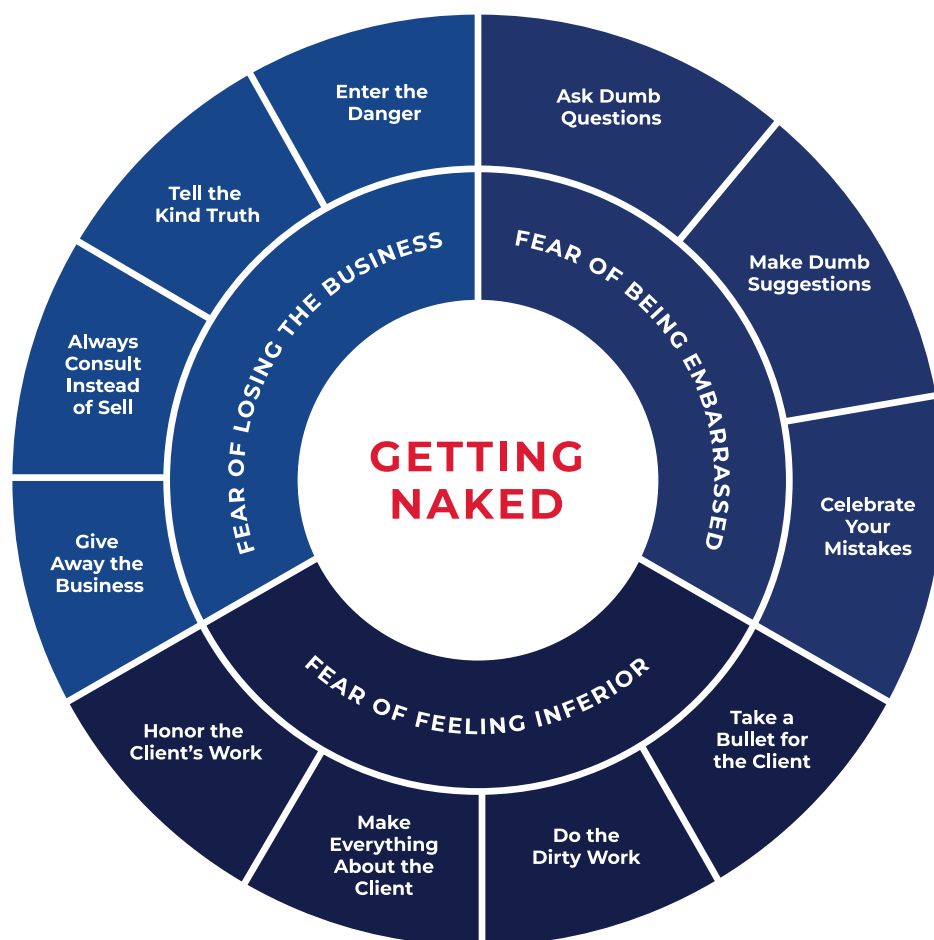 GETTING
NAKED
FEAR OF LOSING THE BUSINESS
Enter the
Danger
Tell the
Kind Truth
Always
Consult
Instead
of Sell
Give
Away the
Business
FEAR OF BEING EMBARRASSED
Ask Dumb
Questions
Make Dumb
Suggestions
Celebrate
Your
Mistakes
FEAR OF FEELING INFERIOR
Take a
Bullet for
the Client
Do the
Dirty Work
Make
Everything
About the
Client
Honor the
Client's Work